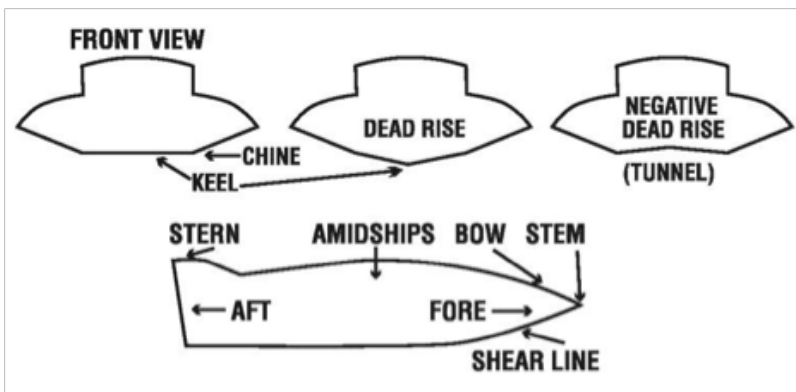 FRONT VIEW
DEAD RISE
NEGATIVE
DEAD RISE
(TUNNEL)
CHINE
KEEL
STERN
AMIDSHIPS
BOW
STEM
AFT
FORE
SHEAR LINE